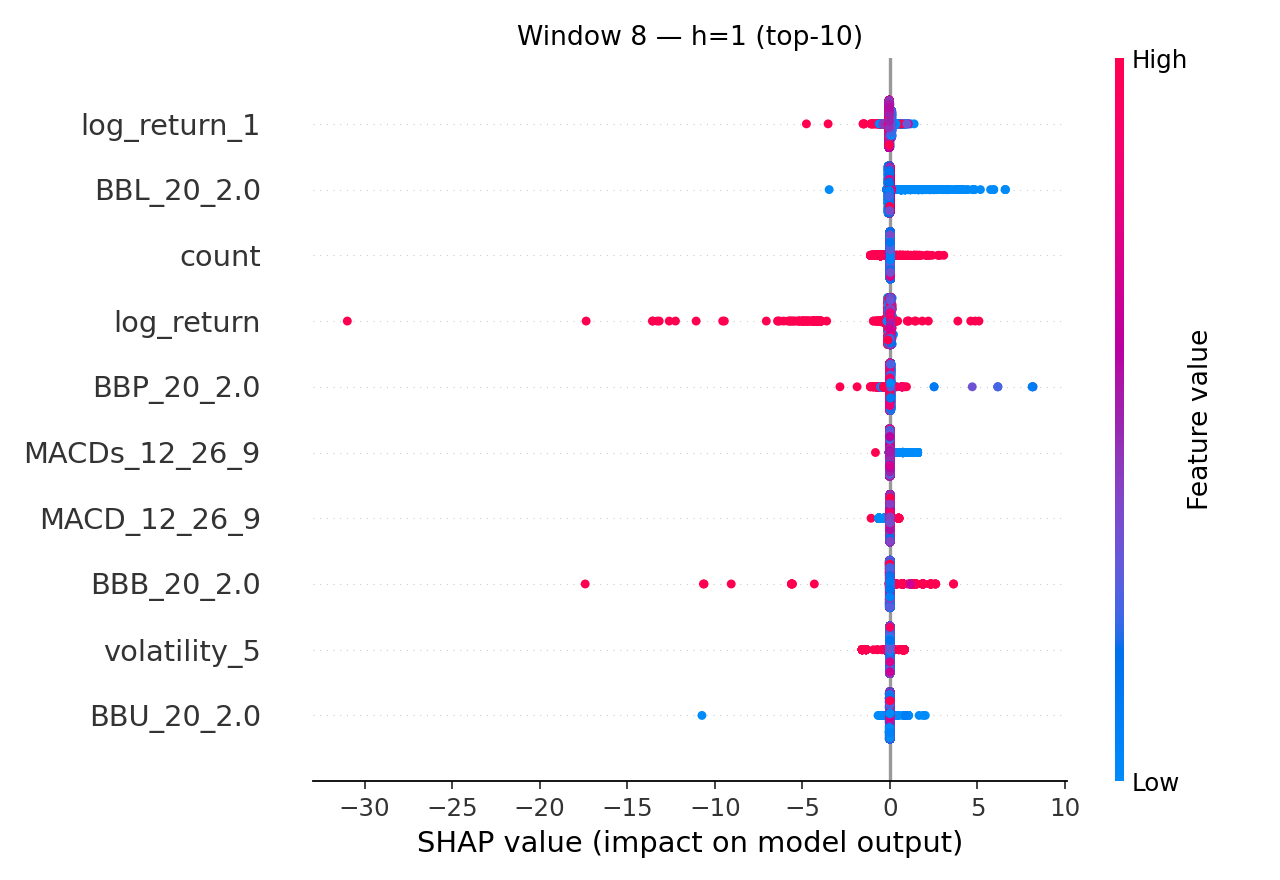 Window 8 — h=1 (top-10)
High
log_return_1
BBL_20_2.0
count
log_return
BBP_20_2.0
MACDs_12_26_9
MACD_12_26_9
BBB_20_2.0
volatility_5
BBU_20_2.0
Feature value
Low
−30 −25 −20 −15 −10 −5 0 5 10
SHAP value (impact on model output)